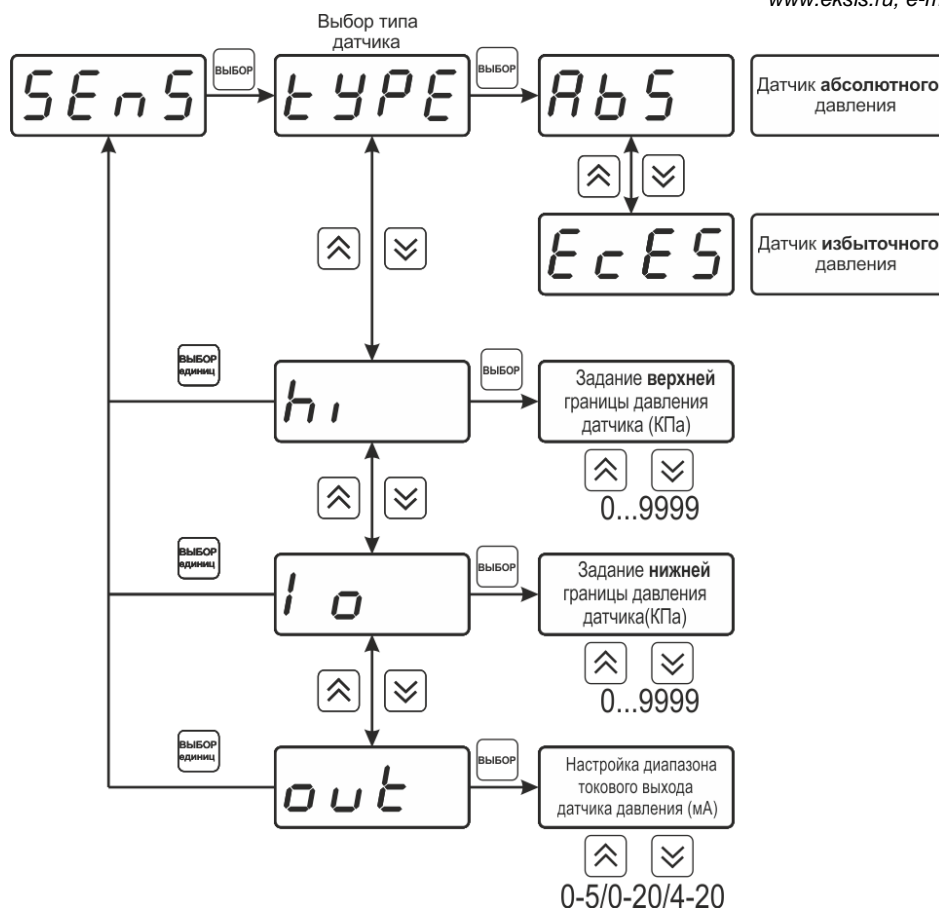 www.eksis.ru, e-m
Выбор типа
датчика
SEnS
ВЫБОР
tYPE
ВЫБОР
AbS
Датчик абсолютного
давления
EcES
Датчик избыточного
давления
ВЫБОР
единиц
hi
ВЫБОР
Задание верхней
границы давления
датчика (КПа)
0...9999
ВЫБОР
единиц
lo
ВЫБОР
Задание нижней
границы давления
датчика(КПа)
0...9999
ВЫБОР
единиц
out
ВЫБОР
Настройка диапазона
токового выхода
датчика давления (мА)
0-5/0-20/4-20